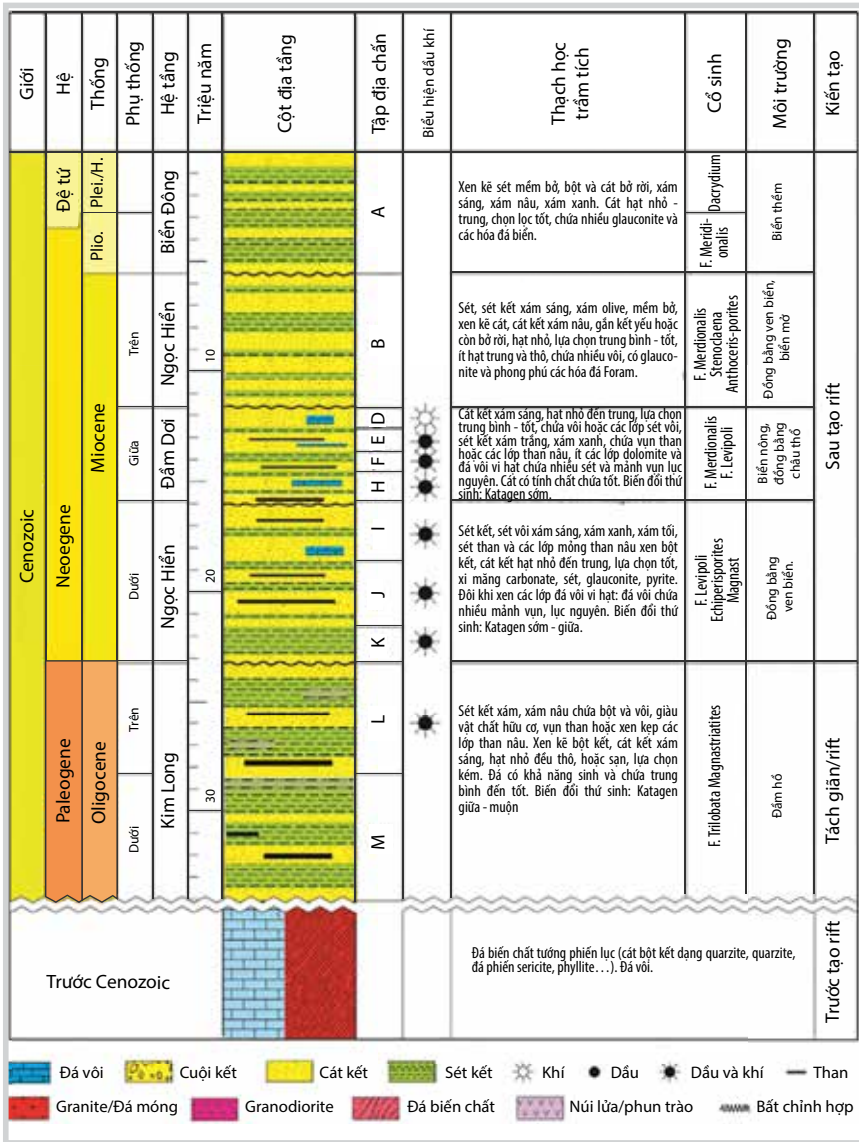 Giới
Hệ
Thống
Phụ thống
Hệ tầng
Triệu năm
Cột địa tầng
Tập địa chấn
Biểu hiện dầu khí
Thạch học
trầm tích
Cổ sinh
Môi trường
Kiến tạo
Cenozoic
Đệ tứ
Neoegene
Paleogene
Plei./H.
Plio.
Miocene
Oligocene
Trên
Giữa
Dưới
Trên
Dưới
Biển Đông
Ngọc Hiển
Đầm Dơi
Ngọc Hiển
Kim Long
10
20
30
A
B
D
E
F
H
I
J
K
L
M
Xen kẽ sét mềm bở, bột và cát bở rời, xám
sáng, xám nâu, xám xanh. Cát hạt nhỏ -
trung, chọn lọc tốt, chứa nhiều glauconite và
các hóa đá biển.
Dacrydium
F. Meridi-
onalis
Biển thềm
Sét, sét kết xám sáng, xám olive, mềm bở,
xen kẽ cát, cát kết xám nâu, gắn kết yếu hoặc
còn bở rời, hạt nhỏ, lựa chọn trung bình - tốt,
ít hạt trung và thô, chứa nhiều vôi, có glauco-
nite và phong phú các hóa đá Foram.
F. Merdionalis
Stenoclaena
Anthoceris-porites
Đồng bằng ven biển,
biển mở
Cát kết xám sáng, hạt nhỏ đến trung, lựa chọn
trung bình - tốt, chứa vôi hoặc các lớp sét vôi,
sét kết xám trắng, xám xanh, chứa vụn than
hoặc các lớp than nâu, ít các lớp dolomite và
đá vôi vi hạt chứa nhiều sét và mảnh vụn lục
nguyên. Cát có tính chất chứa tốt. Biến đổi thứ
sinh: Katagen sớm.
F. Merdionalis
F. Levipoli
Biển nông,
đồng bằng
châu thổ
Sau tạo rift
Sét kết, sét vôi xám sáng, xám xanh, xám tối,
sét than và các lớp mỏng than nâu xen bột
kết, cát kết hạt nhỏ đến trung, lựa chọn tốt,
xi măng carbonate, sét, glauconite, pyrite.
Đôi khi xen các lớp đá vôi vi hạt: đá vôi chứa
nhiều mảnh vụn, lục nguyên. Biến đổi thứ
sinh: Katagen sớm - giữa.
F. Levipoli
Echiperisporites
Magnast
Đồng bằng
ven biển.
Sét kết xám, xám nâu chứa bột và vôi, giàu
vật chất hữu cơ, vụn than hoặc xen kẹp các
lớp than nâu. Xen kẽ bột kết, cát kết xám
sáng, hạt nhỏ đều thô, hoặc sạn, lựa chọn
kém. Đá có khả năng sinh và chứa trung
bình đến tốt. Biến đổi thứ sinh: Katagen
giữa - muộn
F. Trilobata Magnastriatites
Đầm hồ
Tách giãn/rift
Trước Cenozoic
Đá biến chất tướng phiến lục (cát bột kết dạng quarzite, quarzite,
đá phiến sericite, phyllite…). Đá vôi.
Trước tạo rift
Đá vôi
Cuội kết
Cát kết
Sét kết
Khí
Dầu
Dầu và khí
Than
Granite/Đá móng
Granodiorite
Đá biến chất
Núi lửa/phun trào
Bất chỉnh hợp